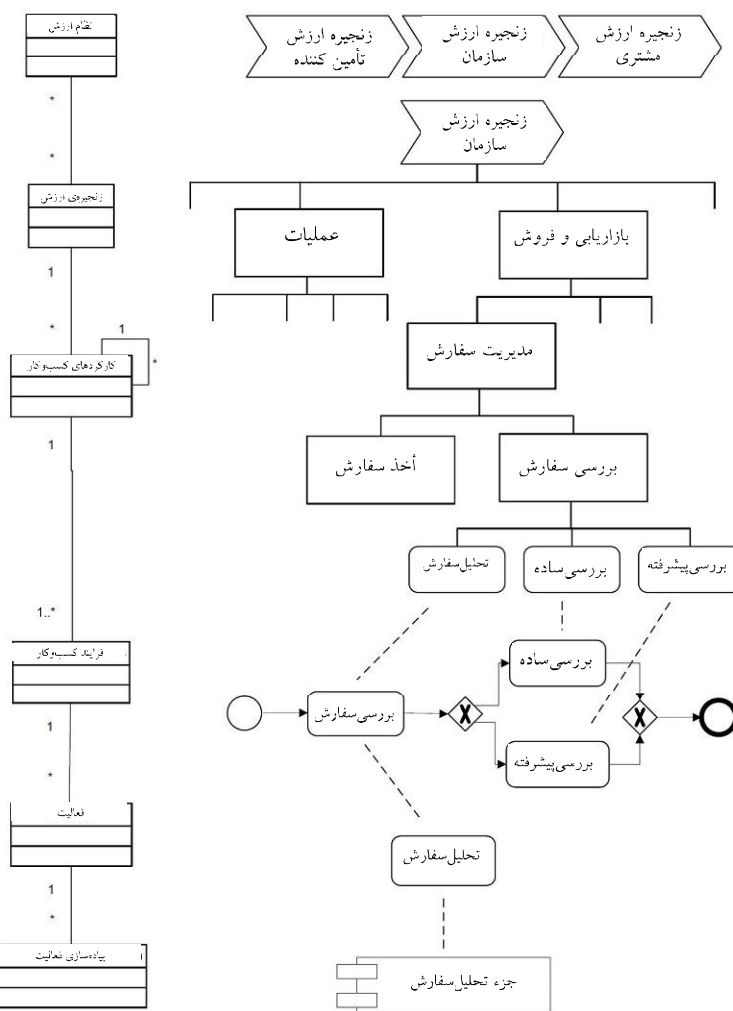 نظام ارزش
*
*
زنجیره‌ی ارزش
1
*
1
*
کارکردهای کسب‌وکار
1
1..*
فرایند کسب‌وکار
1
*
فعالیت
1
*
پیاده‌سازی فعالیت
زنجیره ارزش
تأمین کننده
زنجیره ارزش
سازمان
زنجیره ارزش
مشتری
زنجیره ارزش
سازمان
عملیات
بازاریابی و فروش
مدیریت سفارش
أخذ سفارش
بررسی سفارش
تحلیل‌سفارش
بررسی‌ساده
بررسی‌پیشرفته
بررسی‌ساده
بررسی‌سفارش
X
X
بررسی‌پیشرفته
تحلیل‌سفارش
جزء تحلیل‌سفارش